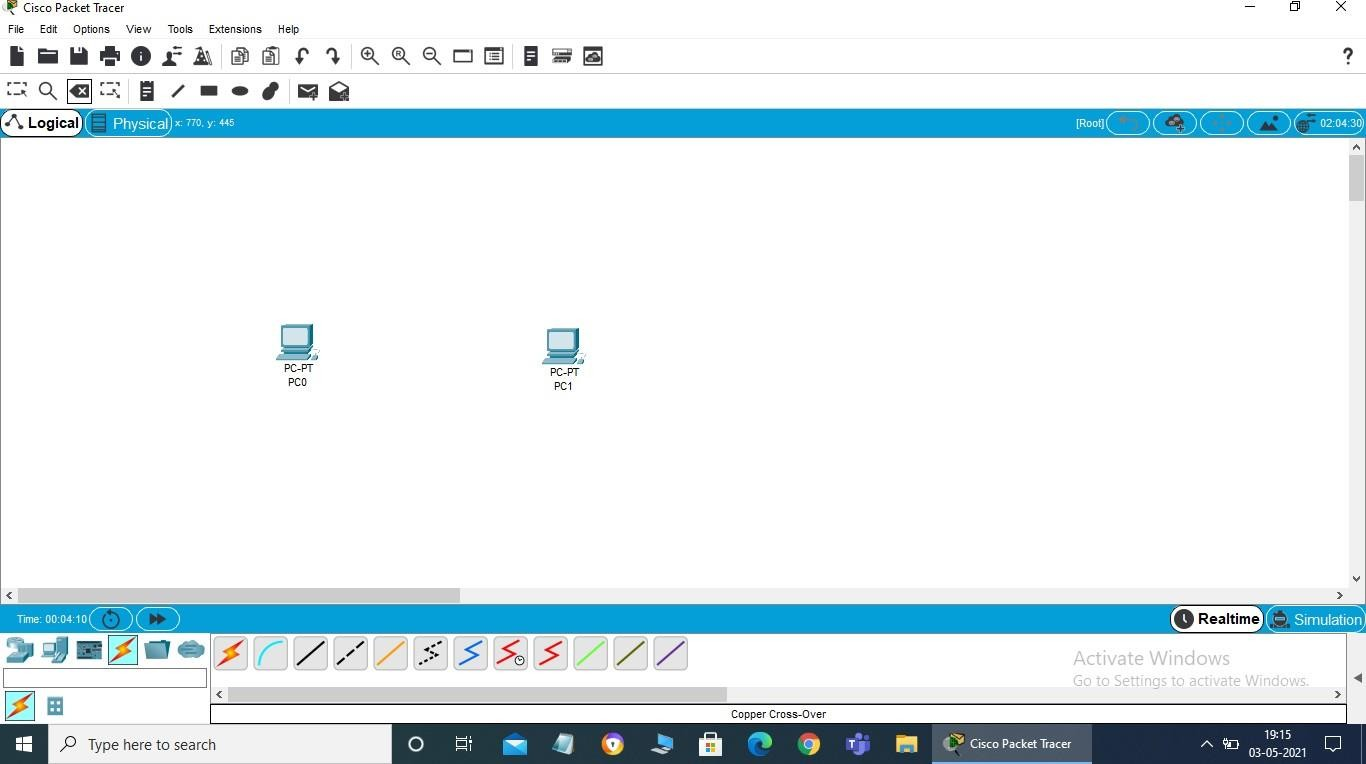 Cisco Packet Tracer
File Edit Options View Tools Extensions Help
Logical Physical x: 770, y: 445 [Root] 02:04:30
PC-PT
PC0
PC-PT
PC1
Time: 00:04:10 Realtime Simulation
Activate Windows
Go to Settings to activate Windows.
Copper Cross-Over
Type here to search
Cisco Packet Tracer
19:15
03-05-2021